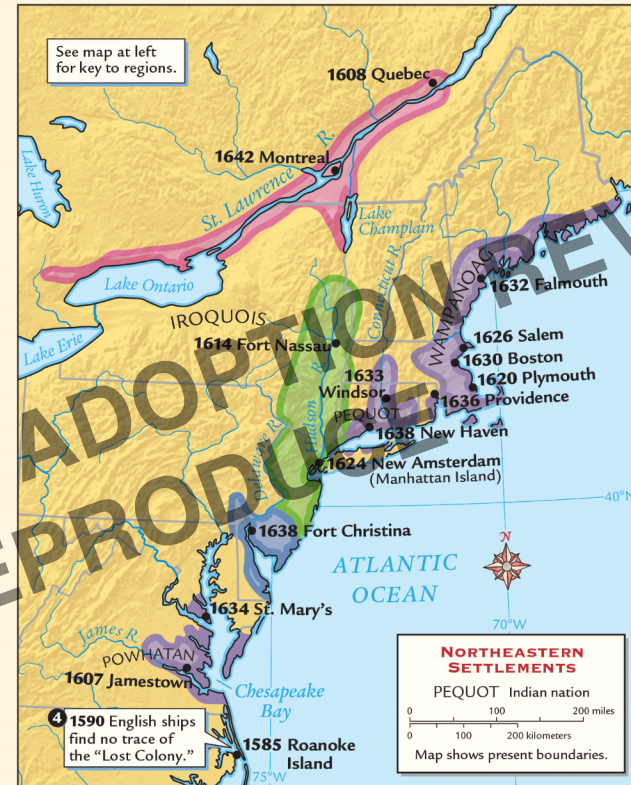 See map at left
for key to regions.
1608 Quebec
1642 Montreal
St. Lawrence R.
Lake Huron
Lake
Champlain
Lake Ontario
Connecticut R.
WAMPANOAG
1632 Falmouth
IROQUOIS
1614 Fort Nassau
Lake Erie
1626 Salem
1630 Boston
1620 Plymouth
1633
Windsor
1636 Providence
PEQUOT
Hudson R.
1638 New Haven
Delaware R.
1624 New Amsterdam
(Manhattan Island)
40°N
1638 Fort Christina
ATLANTIC
OCEAN
N
1634 St. Mary's
70°W
James R.
POWHATAN
1607 Jamestown
Chesapeake
Bay
4 1590 English ships
find no trace of
the “Lost Colony.”
1585 Roanoke
Island
75°W
NORTHEASTERN
SETTLEMENTS
PEQUOT Indian nation
0 100 200 miles
0 100 200 kilometers
Map shows present boundaries.
ADOPTION REV
EPRODUCE